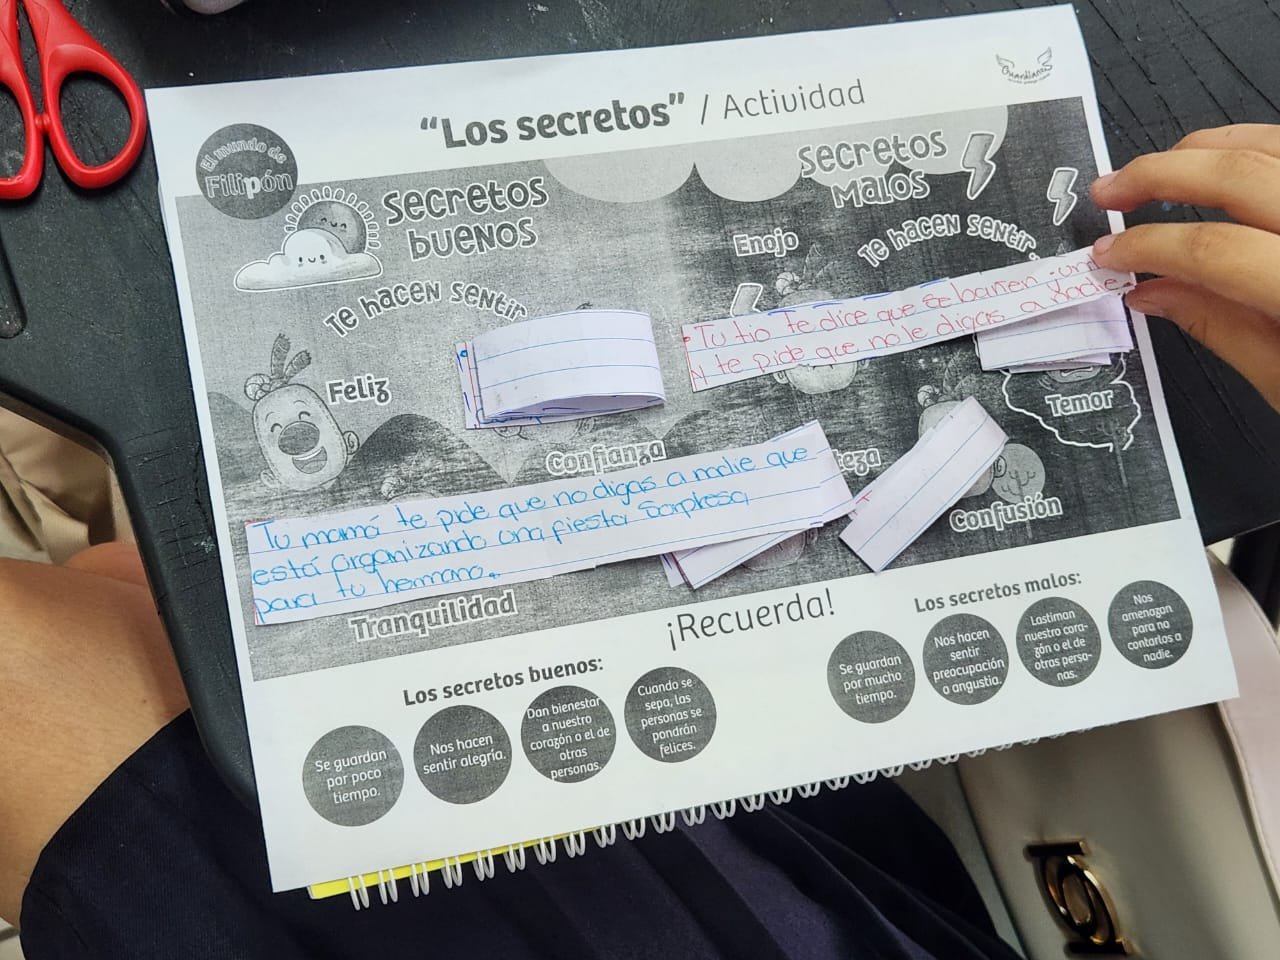 “Los secretos” / Actividad
Guardianes
El mundo de
Filipón
Secretos
buenos
Te hacen sentir
Feliz
Confianza
Tu mamá te pide que no digas a nadie que
está organizando una fiesta sorpresa
para tu hermano.
Tranquilidad
Secretos
Malos
Te hacen sentir
Enojo
Tu tio te dice que se bañen
y te pide que no le digas a Nadie.
Temor
teza
Confusión
¡Recuerda!
Los secretos buenos:
Se guardan
por poco
tiempo.
Nos hacen
sentir alegría.
Dan bienestar
a nuestro
corazón o el de
otras
personas.
Cuando se
sepa, las
personas se
pondrán
felices.
Los secretos malos:
Se guardan
por mucho
tiempo.
Nos hacen
sentir
preocupación
o angustia.
Lastiman
nuestro cora-
zón o el de
otras perso-
nas.
Nos
amenazan
para no
contarlos a
nadie.